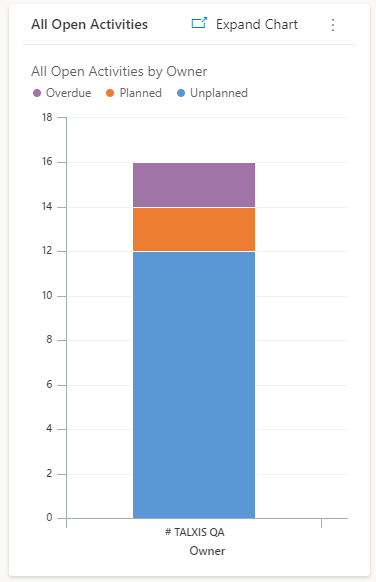 All Open Activities Expand Chart
All Open Activities by Owner
Overdue Planned Unplanned
18
16
14
12
10
8
6
4
2
0
# TALXIS QA
Owner